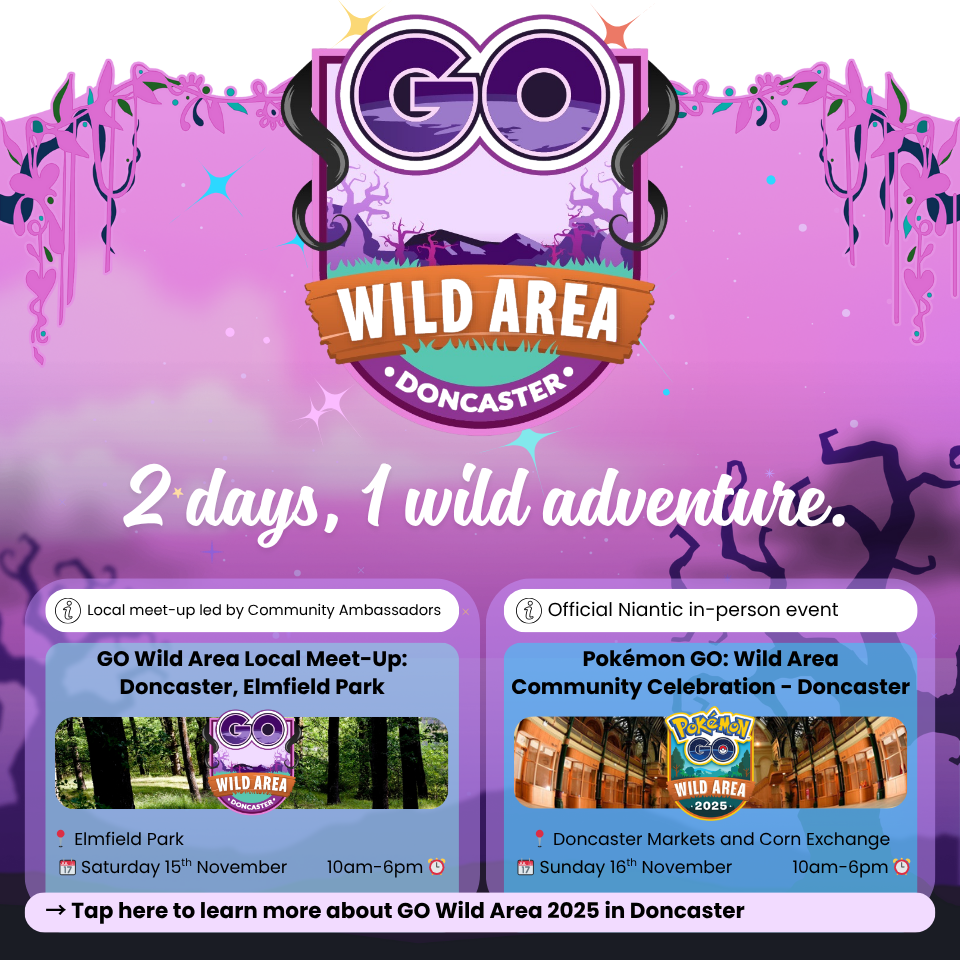 GO
WILD AREA
• DONCASTER •
2 days, 1 wild adventure.
Local meet-up led by Community Ambassadors
GO Wild Area Local Meet-Up:
Doncaster, Elmfield Park
GO
WILD AREA
• DONCASTER •
📍 Elmfield Park
📅 Saturday 15th November 10am-6pm ⏰
Official Niantic in-person event
Pokémon GO: Wild Area
Community Celebration - Doncaster
Pokémon
GO
WILD AREA
• 2025 •
📍 Doncaster Markets and Corn Exchange
📅 Sunday 16th November 10am-6pm ⏰
→ Tap here to learn more about GO Wild Area 2025 in Doncaster